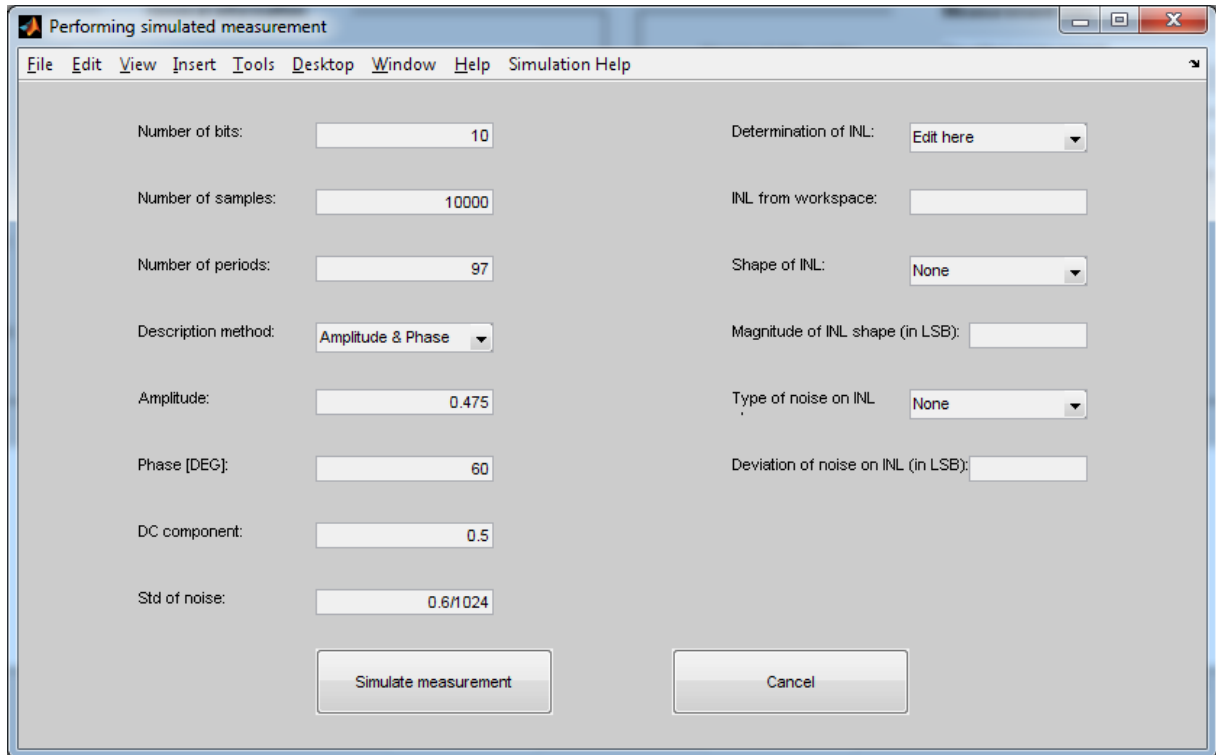 Performing simulated measurement
File Edit View Insert Tools Desktop Window Help Simulation Help
Number of bits: 10
Determination of INL: Edit here
Number of samples: 10000
INL from workspace:
Number of periods: 97
Shape of INL: None
Description method: Amplitude & Phase
Magnitude of INL shape (in LSB):
Amplitude: 0.475
Type of noise on INL None
Phase [DEG]: 60
Deviation of noise on INL (in LSB):
DC component: 0.5
Std of noise: 0.6/1024
Simulate measurement
Cancel